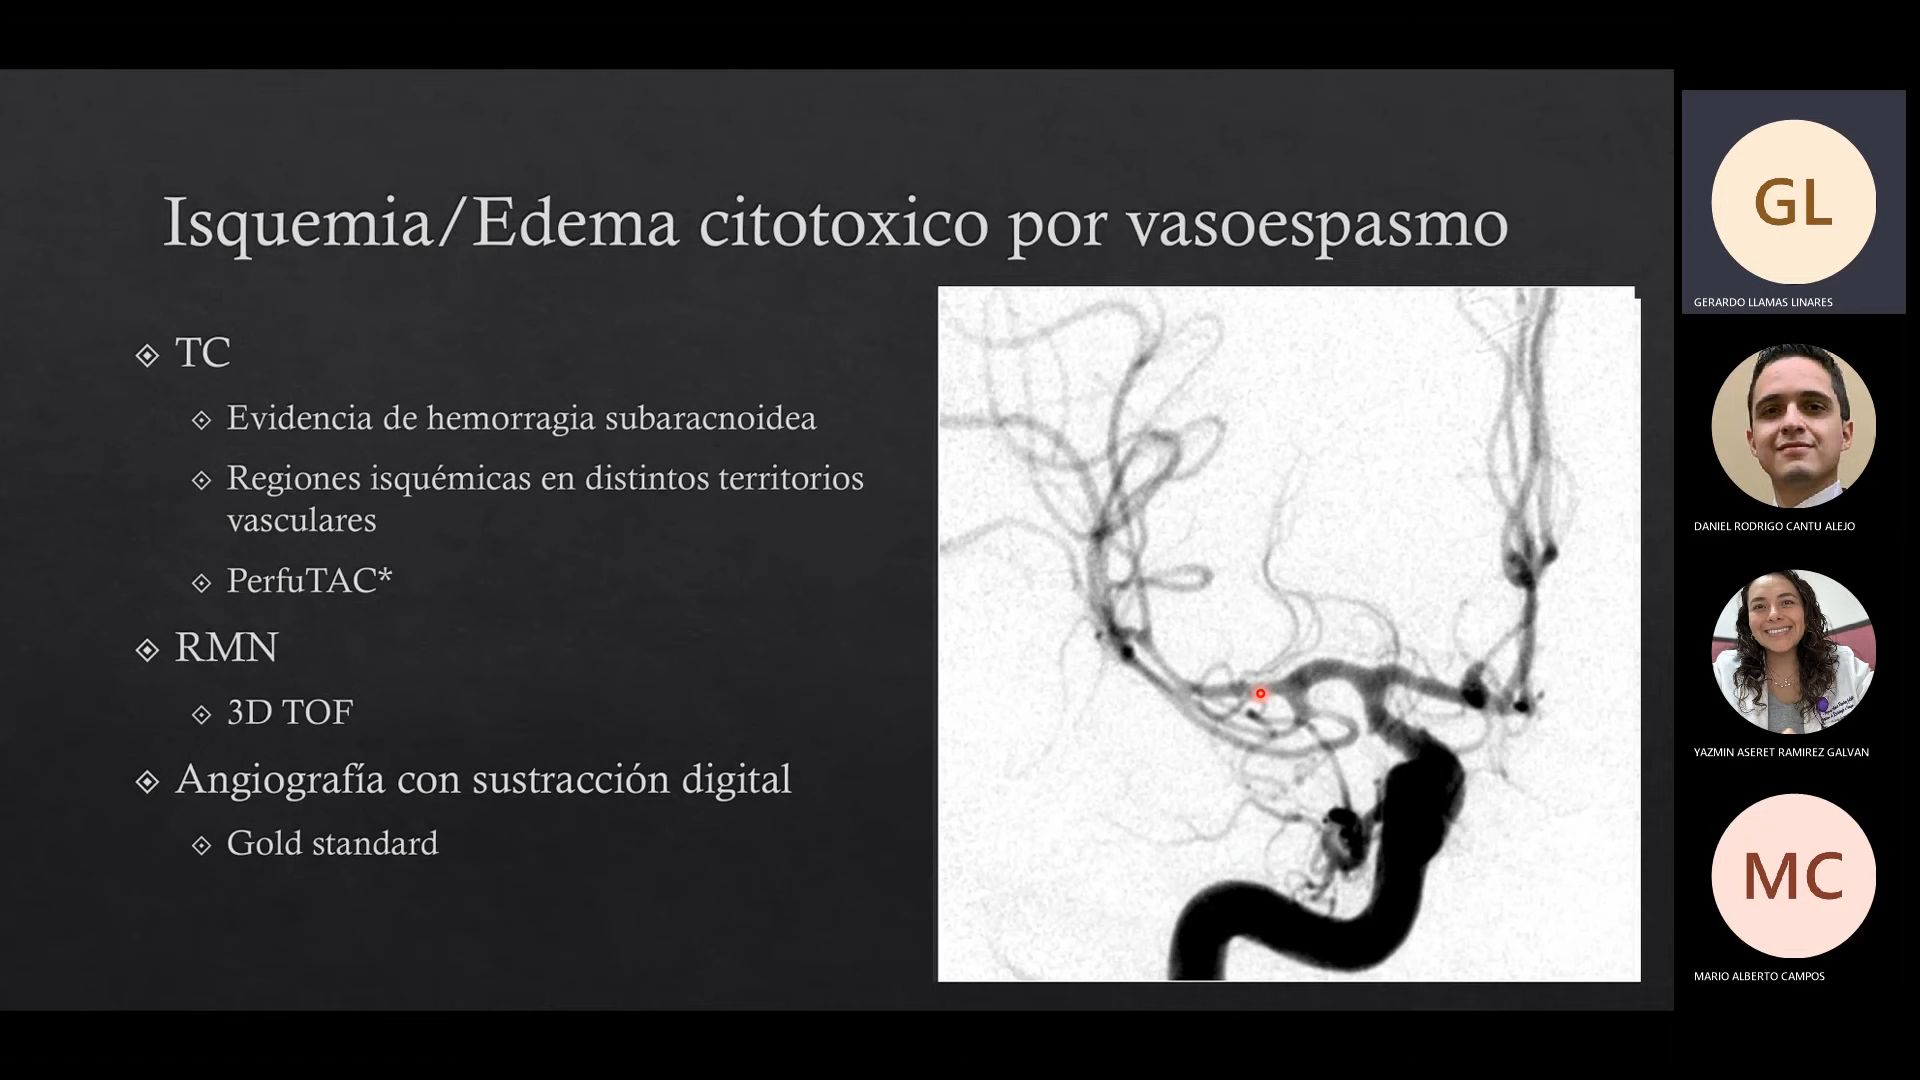 Isquemia/Edema citotoxico por vasoespasmo
TC
Evidencia de hemorragia subaracnoidea
Regiones isquémicas en distintos territorios
vasculares
PerfuTAC*
RMN
3D TOF
Angiografía con sustracción digital
Gold standard
GL
GERARDO LLAMAS LINARES
DANIEL RODRIGO CANTU ALEJO
YAZMIN ASERET RAMIREZ GALVAN
MC
MARIO ALBERTO CAMPOS